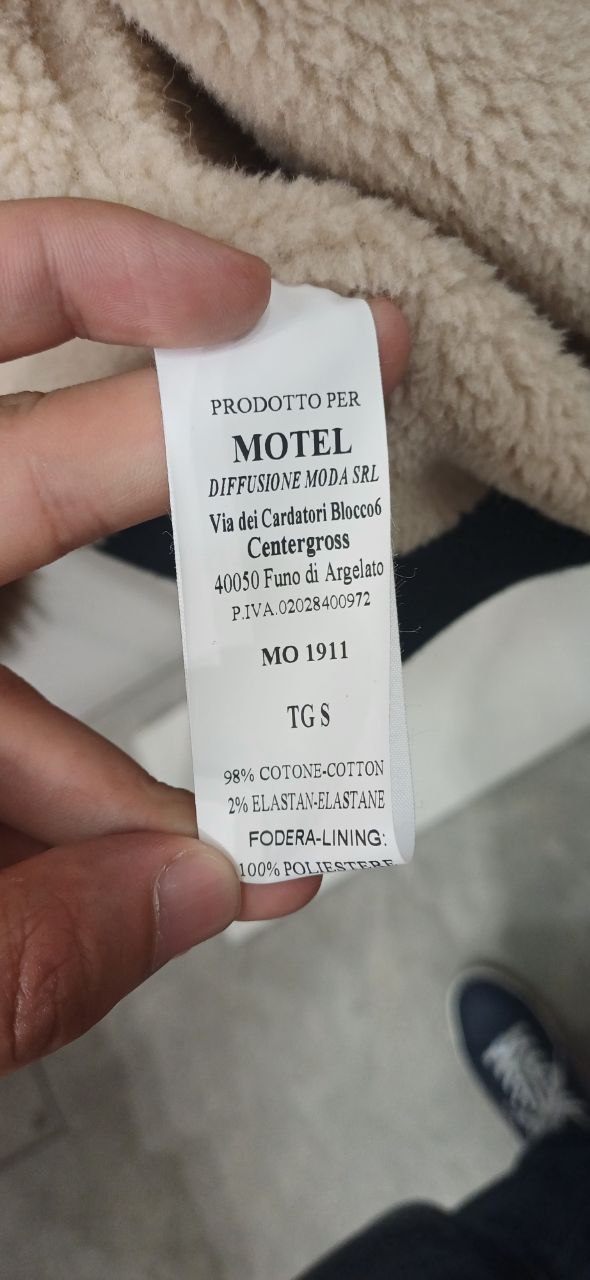 PRODOTTO PER
MOTEL
DIFFUSIONE MODA SRL
Via dei Cardatori Blocco6
Centergross
40050 Funo di Argelato
P.IVA.02028400972
MO 1911
TG S
98% COTONE-COTTON
2% ELASTAN-ELASTANE
FODERA-LINING:
100% POLIESTERE